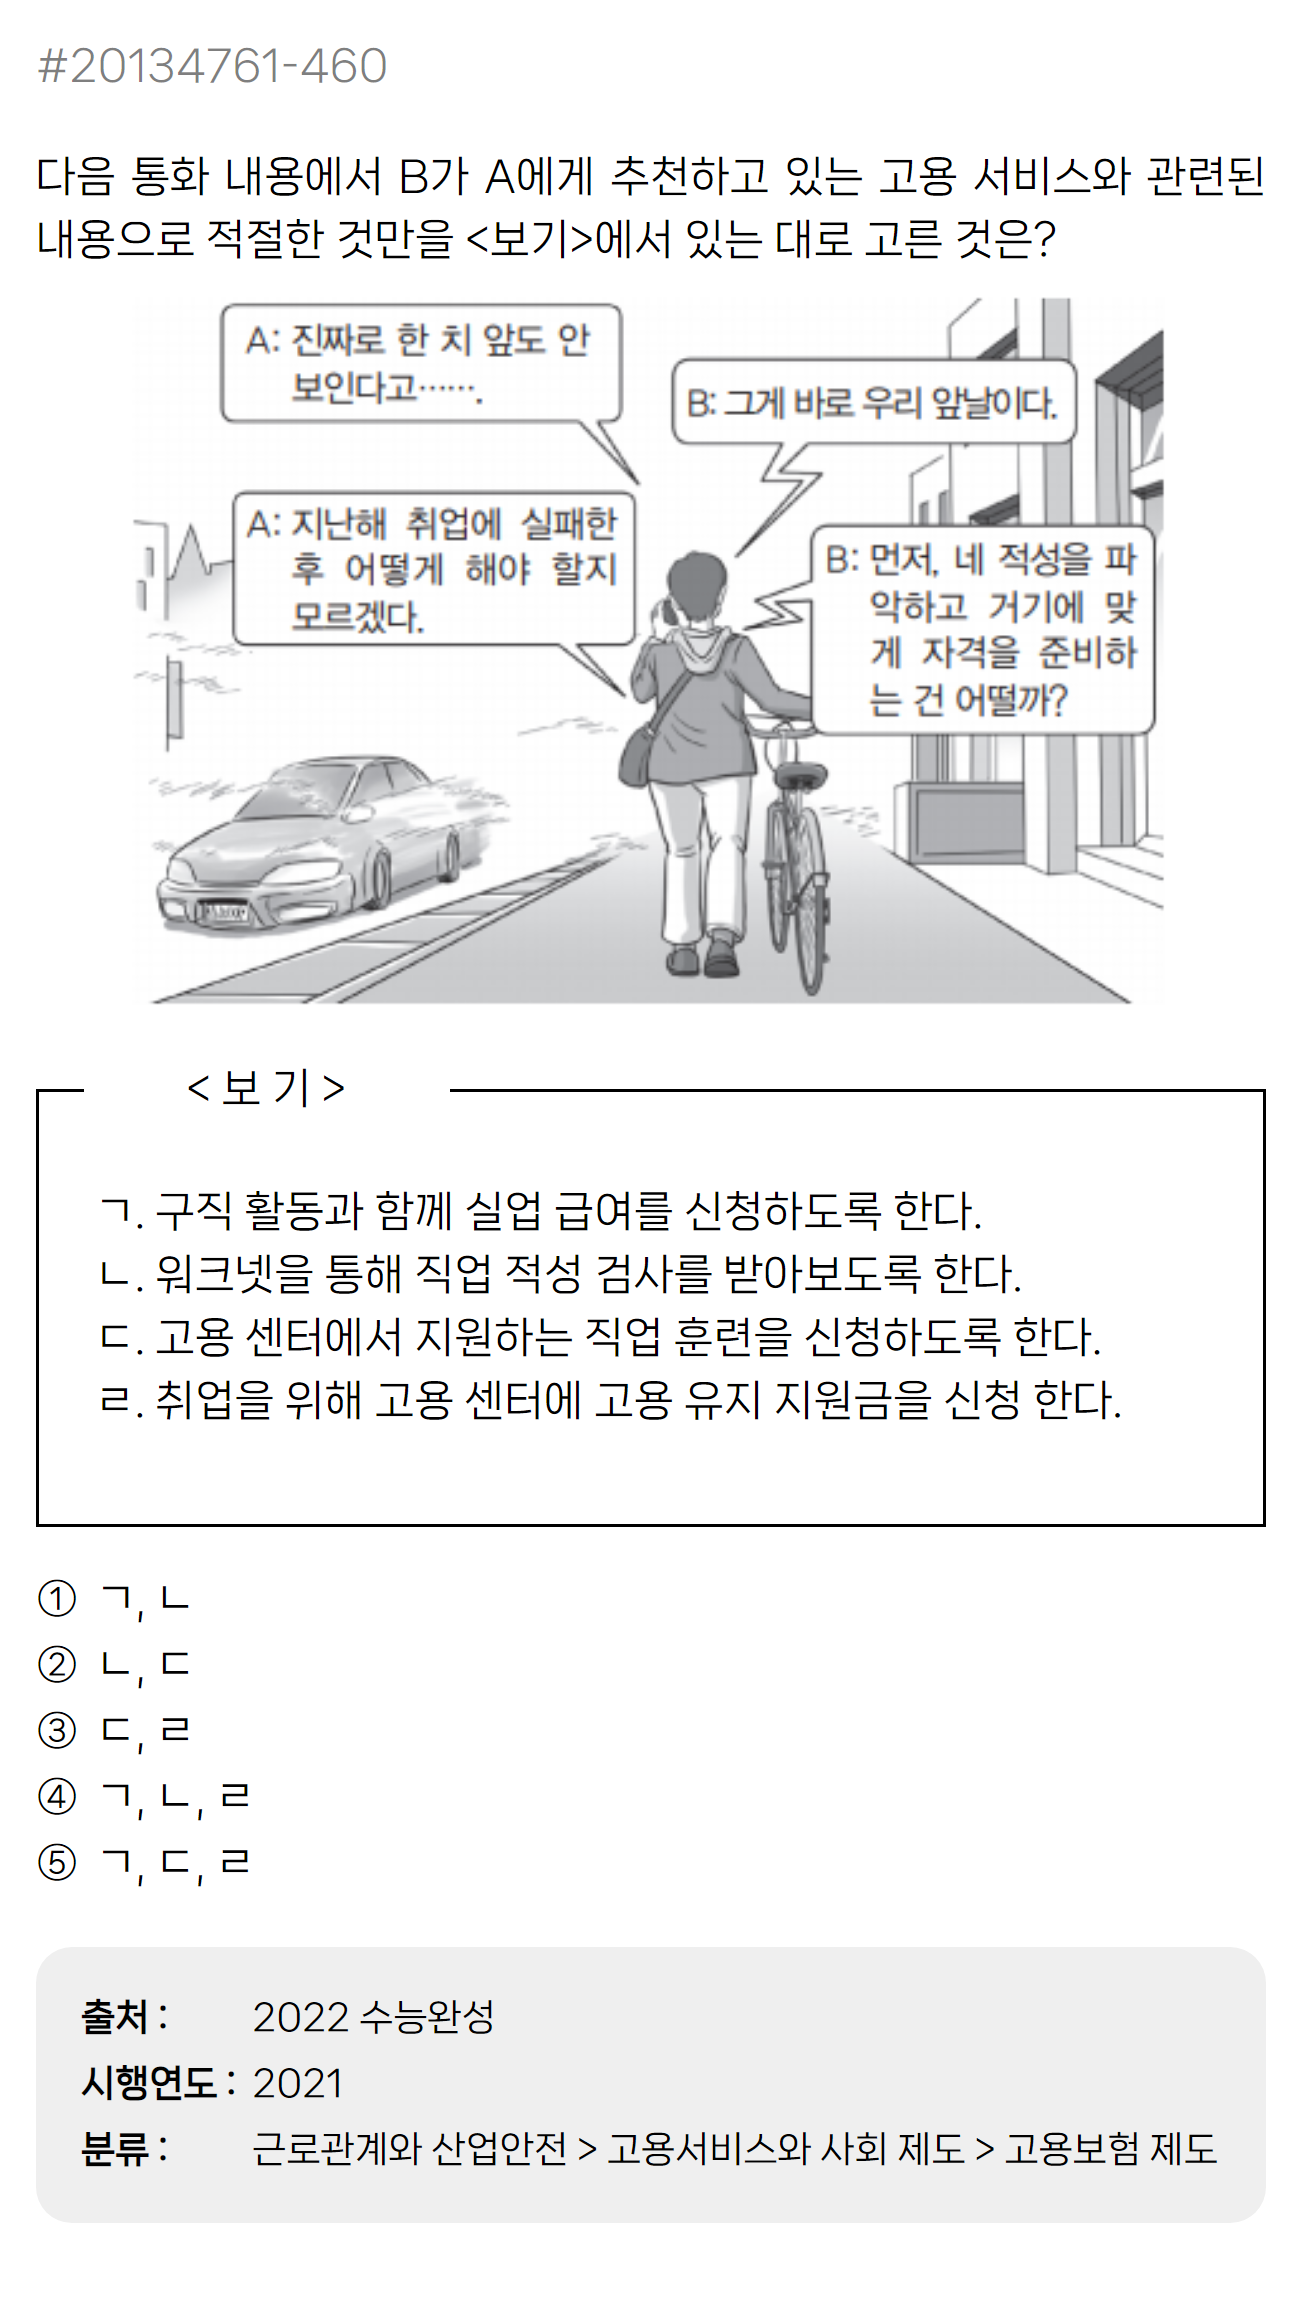 #20134761-460
다음 통화 내용에서 B가 A에게 추천하고 있는 고용 서비스와 관련된
내용으로 적절한 것만을 <보기>에서 있는 대로 고른 것은?
A: 진짜로 한 치 앞도 안
보인다고…….
B: 그게 바로 우리 앞날이다.
A: 지난해 취업에 실패한
후 어떻게 해야 할지
모르겠다.
B: 먼저, 네 적성을 파
악하고 거기에 맞
게 자격을 준비하
는 건 어떨까?
< 보 기 >
ㄱ. 구직 활동과 함께 실업 급여를 신청하도록 한다.
ㄴ. 워크넷을 통해 직업 적성 검사를 받아보도록 한다.
ㄷ. 고용 센터에서 지원하는 직업 훈련을 신청하도록 한다.
ㄹ. 취업을 위해 고용 센터에 고용 유지 지원금을 신청 한다.
① ㄱ, ㄴ
② ㄴ, ㄷ
③ ㄷ, ㄹ
④ ㄱ, ㄴ, ㄹ
⑤ ㄱ, ㄷ, ㄹ
출처 : 2022 수능완성
시행연도 : 2021
분류 : 근로관계와 산업안전 > 고용서비스와 사회 제도 > 고용보험 제도